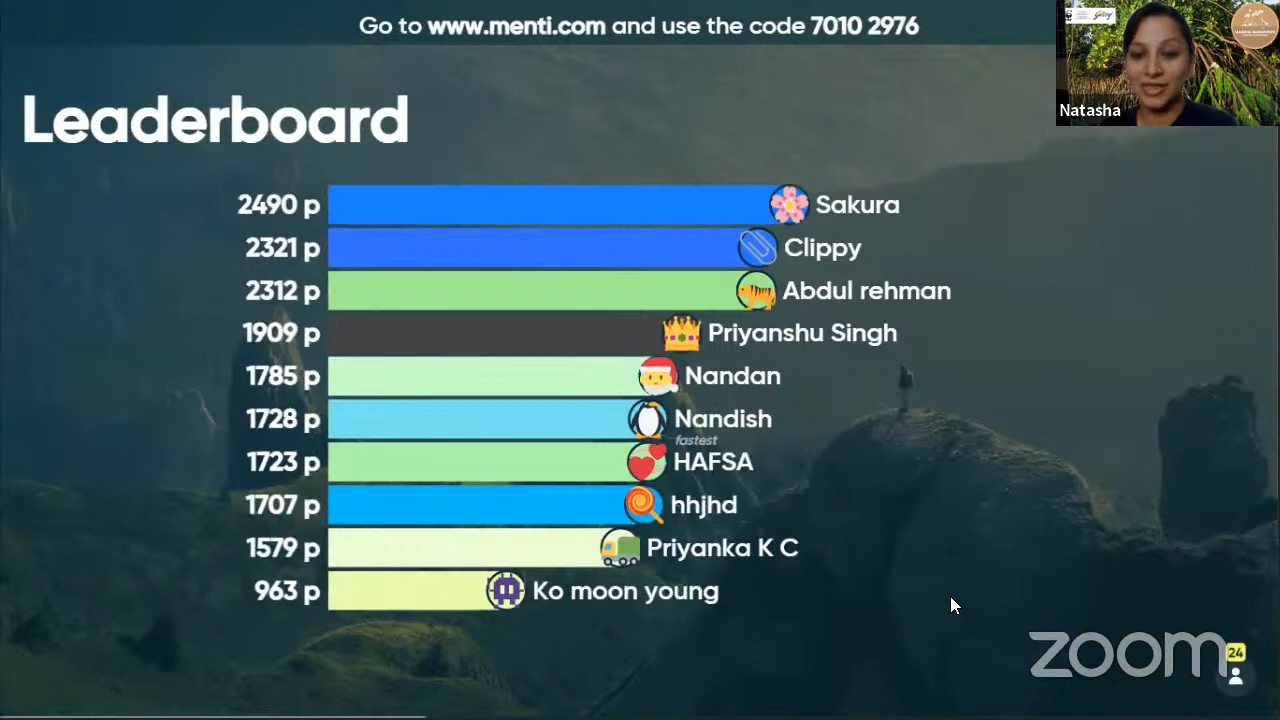 Go to www.menti.com and use the code 7010 2976
Natasha
Leaderboard
2490 p Sakura
2321 p Clippy
2312 p Abdul rehman
1909 p Priyanshu Singh
1785 p Nandan
1728 p Nandish
fastest
1723 p HAFSA
1707 p hhjhd
1579 p Priyanka K C
963 p Ko moon young
zoom
24